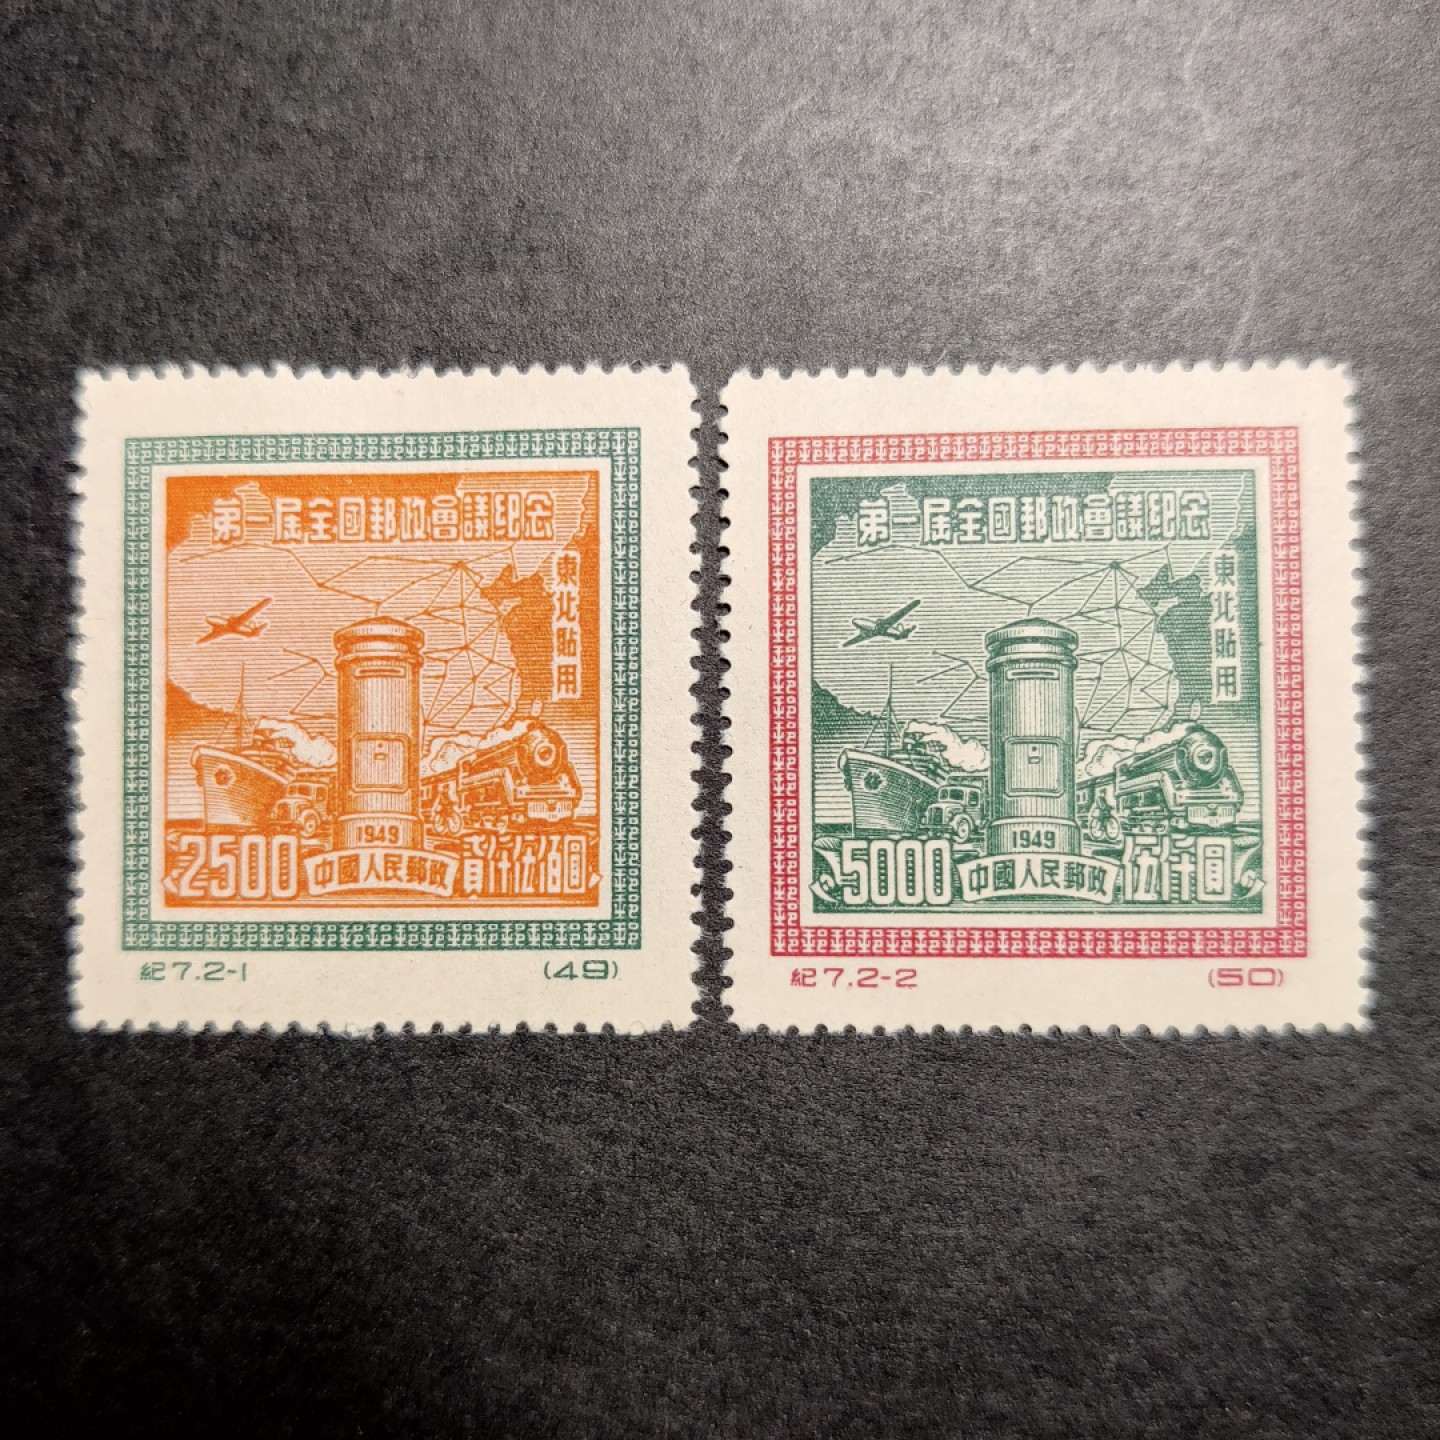 第一届全國郵政會議紀念
東北貼用
1949
2500
中國人民郵政
貳仟伍佰圓
紀7.2-1
(49)
第一届全國郵政會議紀念
東北貼用
1949
5000
中國人民郵政
伍仟圓
紀7.2-2
(50)